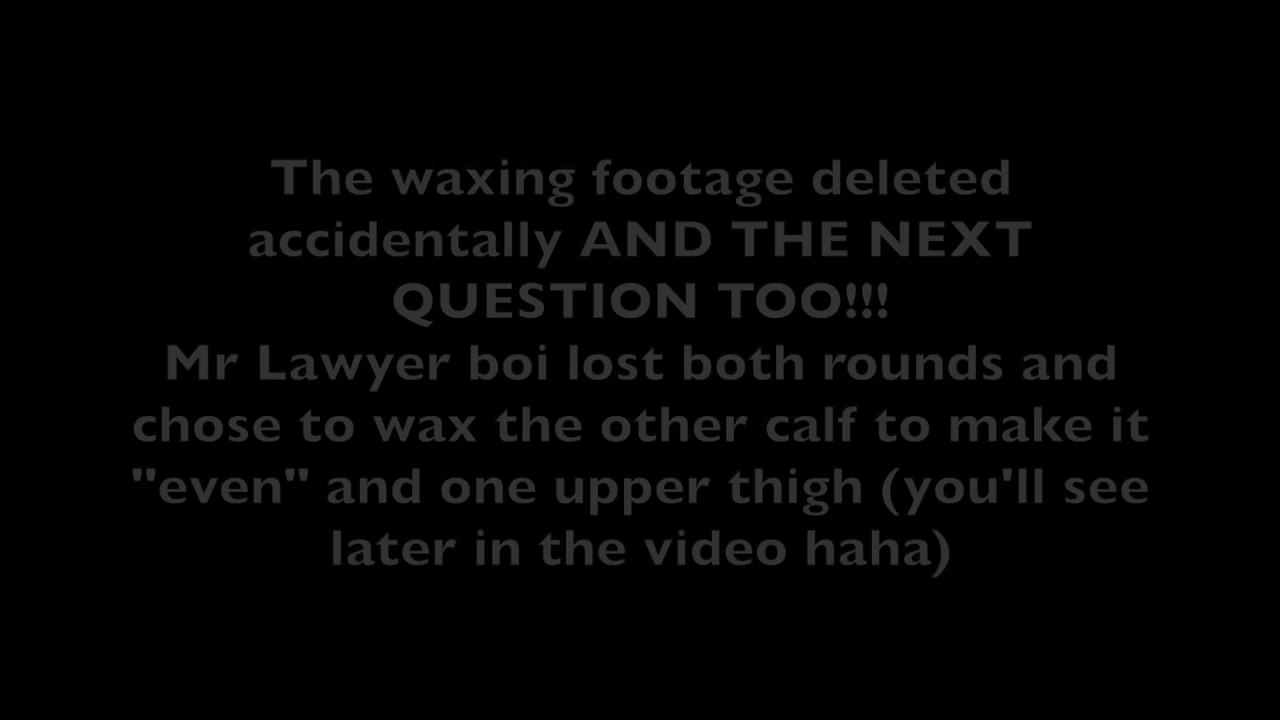 The waxing footage deleted
accidentally AND THE NEXT
QUESTION TOO!!!
Mr Lawyer boi lost both rounds and
chose to wax the other calf to make it
"even" and one upper thigh (you'll see
later in the video haha)